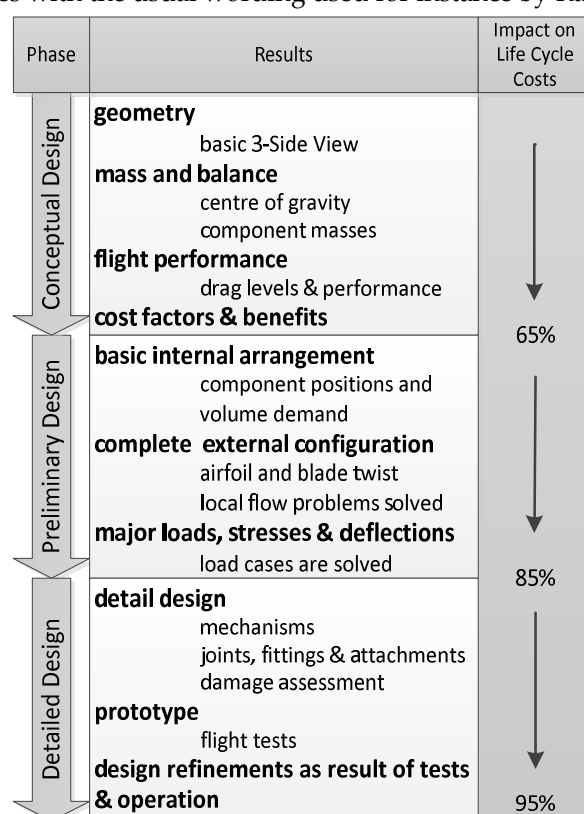 Phase
Results
Impact on
Life Cycle
Costs
Conceptual Design
geometry
basic 3-Side View
mass and balance
centre of gravity
component masses
flight performance
drag levels & performance
cost factors & benefits
65%
Preliminary Design
basic internal arrangement
component positions and
volume demand
complete external configuration
airfoil and blade twist
local flow problems solved
major loads, stresses & deflections
load cases are solved
85%
Detailed Design
detail design
mechanisms
joints, fittings & attachments
damage assessment
prototype
flight tests
design refinements as result of tests
& operation
95%